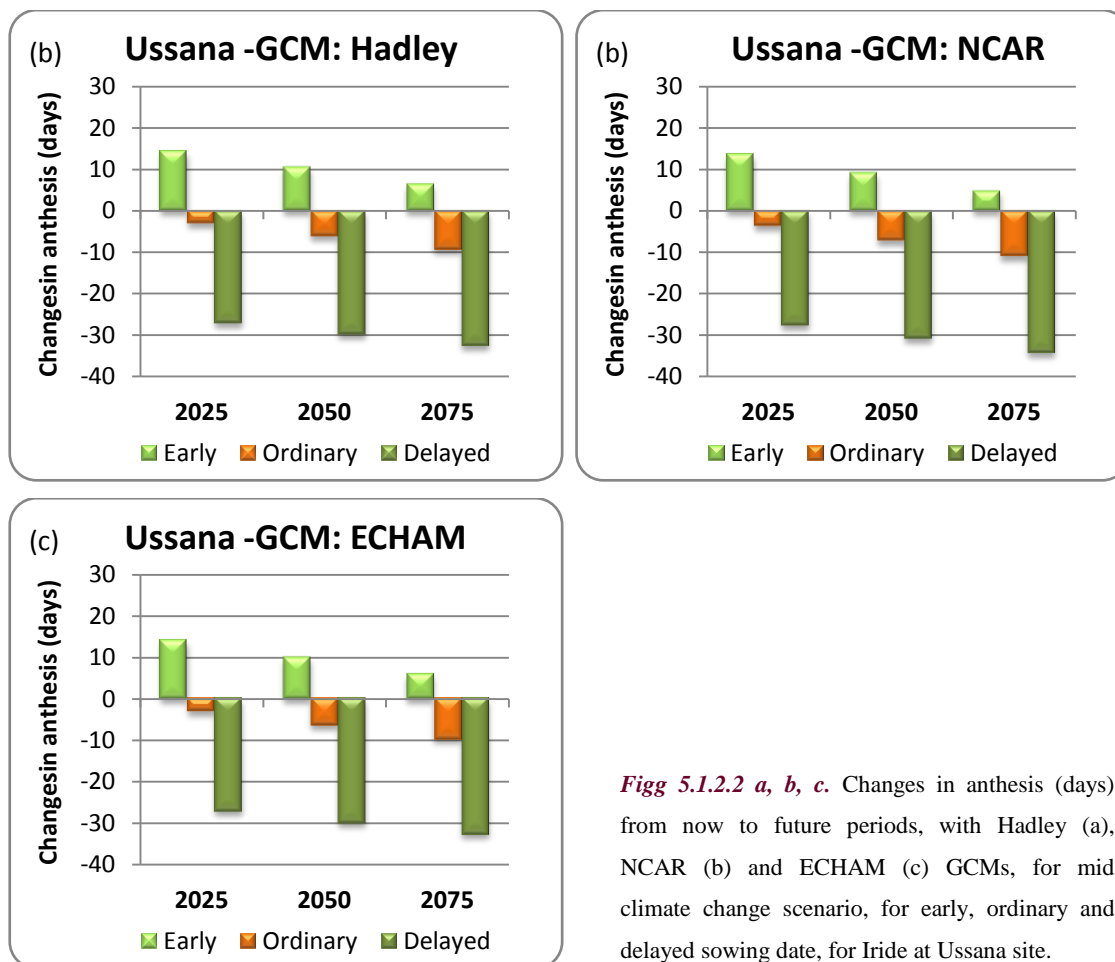 (b) Ussana -GCM: Hadley
Changesin anthesis (days)
30
20
10
0
-10
-20
-30
-40
2025 2050 2075
Early Ordinary Delayed
(b) Ussana -GCM: NCAR
Changesin anthesis (days)
30
20
10
0
-10
-20
-30
-40
2025 2050 2075
Early Ordinary Delayed
(c) Ussana -GCM: ECHAM
Changesin anthesis (days)
30
20
10
0
-10
-20
-30
-40
2025 2050 2075
Early Ordinary Delayed
Figg 5.1.2.2 a, b, c. Changes in anthesis (days)
from now to future periods, with Hadley (a),
NCAR (b) and ECHAM (c) GCMs, for mid
climate change scenario, for early, ordinary and
delayed sowing date, for Iride at Ussana site.